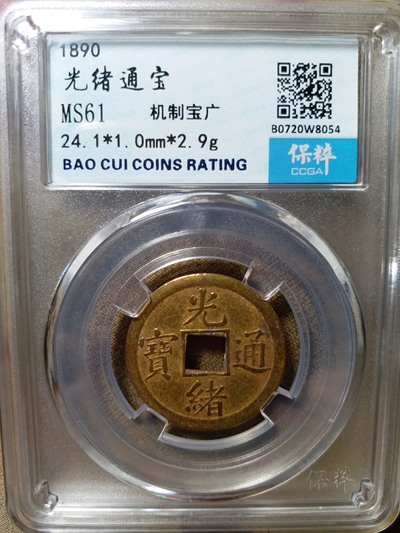 1890
光绪通宝
MS61 机制宝广
24.1*1.0mm*2.9g
BAO CUI COINS RATING
B0720W8054
保粹
CCGA
光
寶 通
緒
保粹